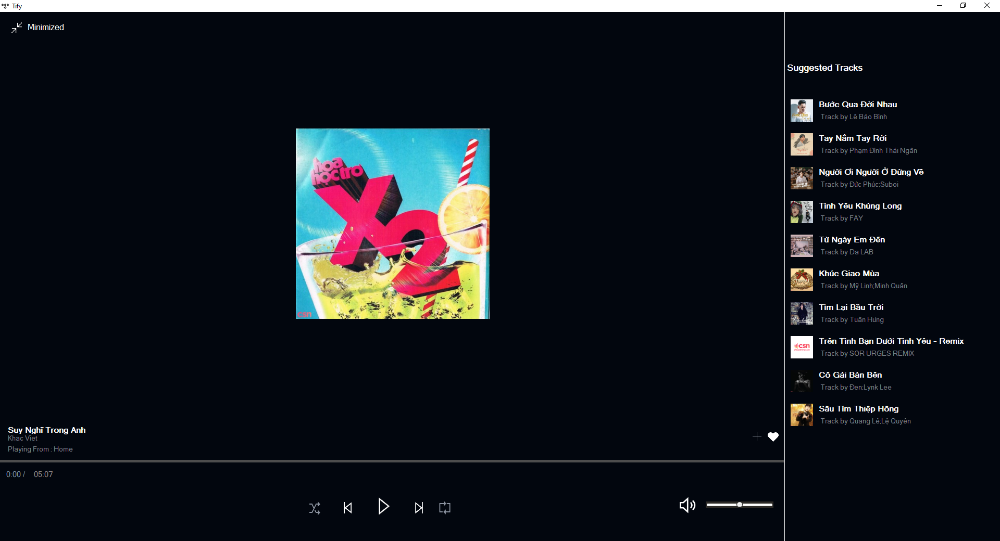 Tify
Minimized
hoa
học trò
X2
csn
Suy Nghĩ Trong Anh
Khac Viet
Playing From : Home
0:00 / 05:07
Suggested Tracks
Bước Qua Đời Nhau
Track by Lê Bảo Bình
Tay Nắm Tay Rời
Track by Phạm Đình Thái Ngân
Người Ơi Người Ở Đừng Về
Track by Đức Phúc;Suboi
Tình Yêu Khủng Long
Track by FAY
Từ Ngày Em Đến
Track by Da LAB
Khúc Giao Mùa
Track by Mỹ Linh;Minh Quân
Tìm Lại Bầu Trời
Track by Tuấn Hưng
csn
Trên Tình Bạn Dưới Tình Yêu - Remix
Track by SOR URGES REMIX
Cô Gái Bàn Bên
Track by Đen;Lynk Lee
Sầu Tím Thiệp Hồng
Track by Quang Lê;Lệ Quyên